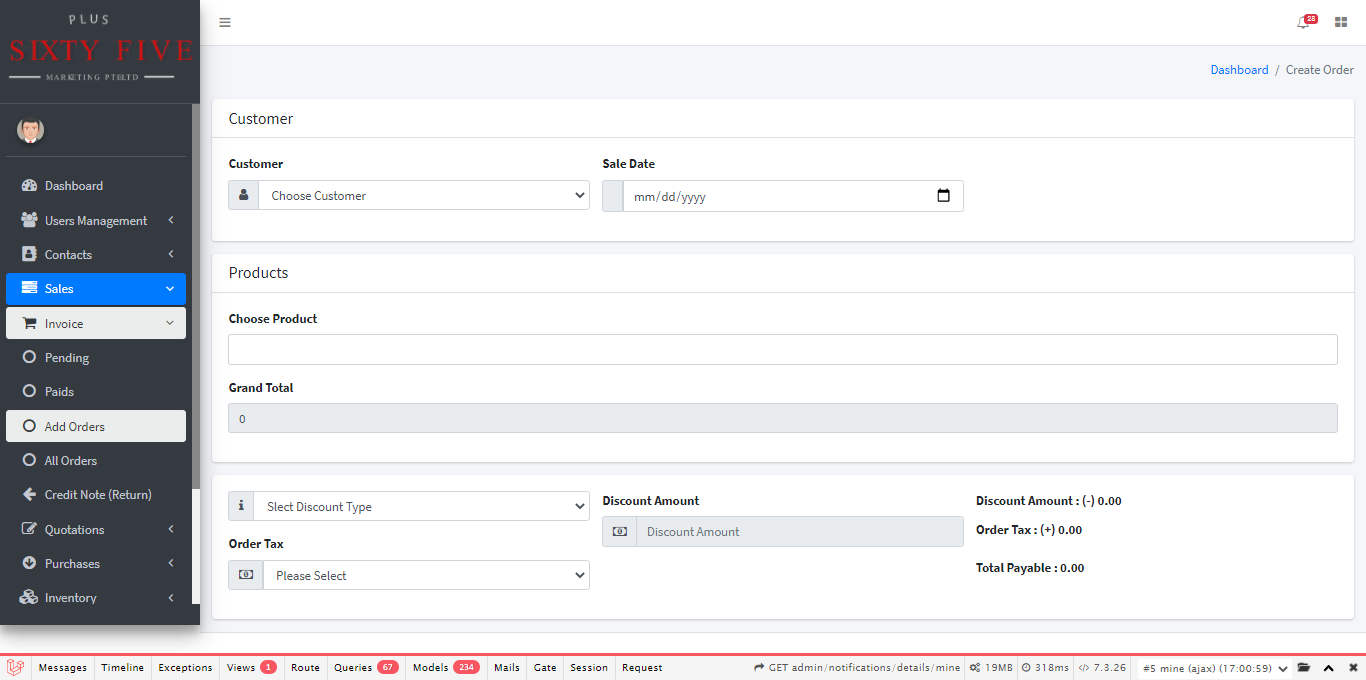 PLUS
SIXTY FIVE
MARKETING PTELTD
28
Dashboard / Create Order
Dashboard
Users Management
Contacts
Sales
Invoice
Pending
Paids
Add Orders
All Orders
Credit Note (Return)
Quotations
Purchases
Inventory
Customer
Customer
Sale Date
Choose Customer
mm/dd/yyyy
Products
Choose Product
Grand Total
0
Slect Discount Type
Order Tax
Please Select
Discount Amount
Discount Amount
Discount Amount : (-) 0.00
Order Tax : (+) 0.00
Total Payable : 0.00
Messages Timeline Exceptions Views 1 Route Queries 67 Models 234 Mails Gate Session Request GET admin/notifications/details/mine 19MB 318ms </> 7.3.26 #5 mine (ajax) (17:00:59)